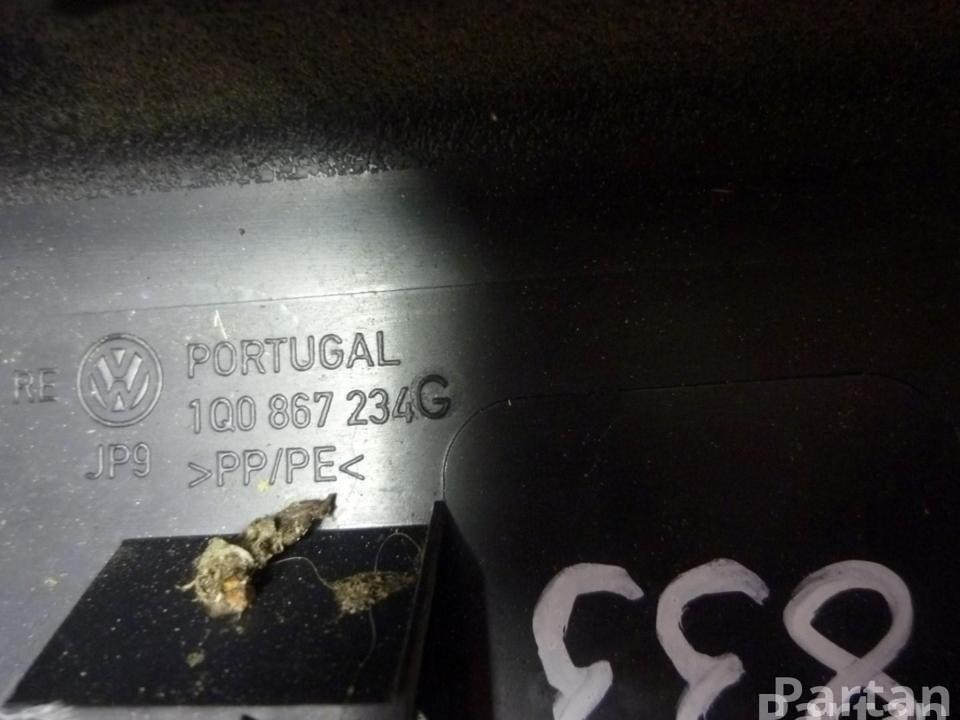 PORTUGAL
RE 1Q0 867 234G
JP9 >PP/PE<
Partan